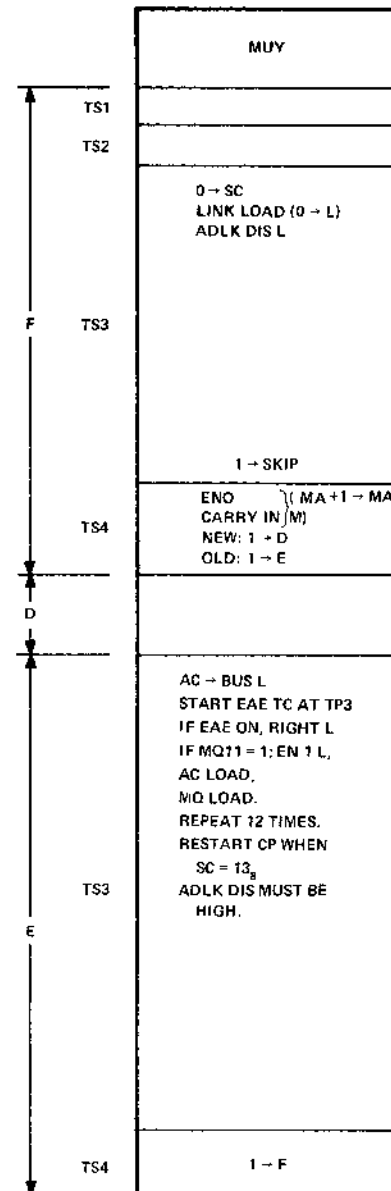 MUY
TS1
TS2
0 → SC
LINK LOAD (0 → L)
ADLK DIS L
F
TS3
1 → SKIP
TS4
EN0 }( MA +1 → MA
CARRY IN } M)
NEW: 1 → D
OLD: 1 → E
D
AC → BUS L
START EAE TC AT TP3
IF EAE ON, RIGHT L
IF MQ11 = 1; EN 1 L,
AC LOAD,
MQ LOAD.
REPEAT 12 TIMES.
RESTART CP WHEN
SC = 13₈
TS3
ADLK DIS MUST BE
HIGH.
E
TS4
1 → F